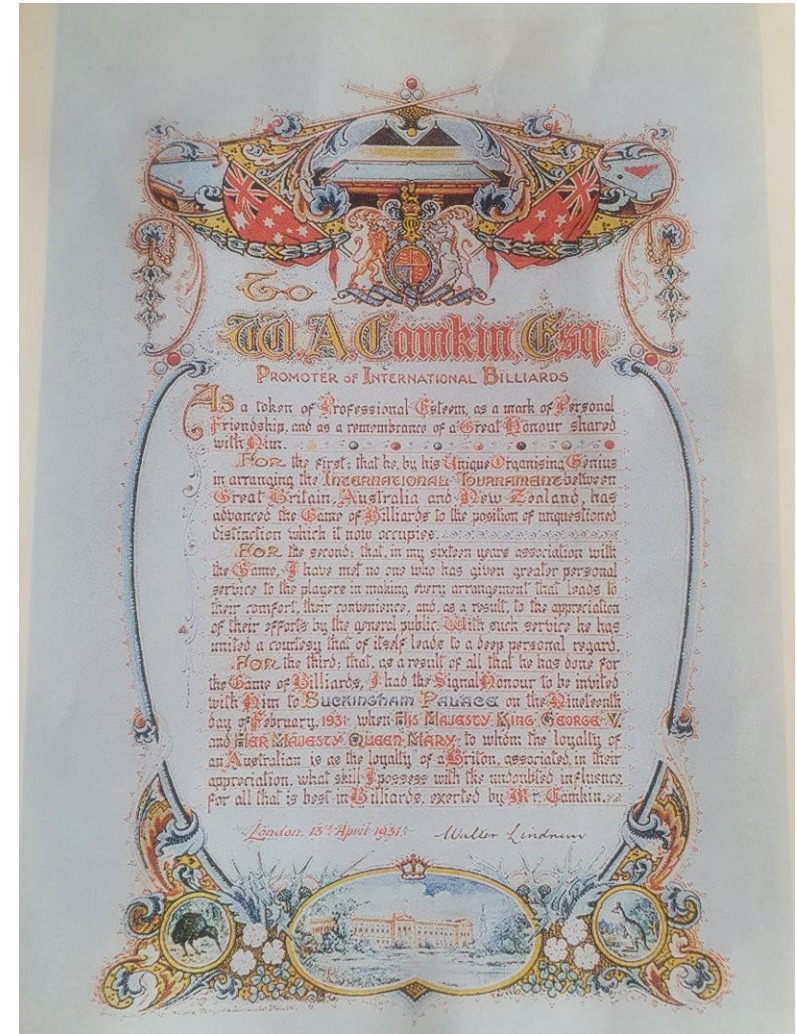 To
W. A. Camkin, Esq
PROMOTER OF INTERNATIONAL BILLIARDS
As a token of Professional Esteem, as a mark of Personal
Friendship, and as a remembrance of a Great Honour shared
with Him.
FOR the first; that he, by his Unique Organising Genius
in arranging the INTERNATIONAL TOURNAMENT between
Great Britain, Australia and New Zealand, has
advanced the Game of Billiards to the position of unquestioned
distinction which it now occupies.
FOR the second; that, in my sixteen years association with
the Game, I have met no one who has given greater personal
service to the players in making every arrangement that leads to
their comfort, their convenience, and, as a result, to the appreciation
of their efforts by the general public. With such service he has
united a courtesy that of itself leads to a deep personal regard.
FOR the third; that, as a result of all that he has done for
the Game of Billiards, I had the Signal Honour to be invited
with Him to BUCKINGHAM PALACE on the Nineteenth
day of February, 1931, when HIS MAJESTY KING GEORGE V.
and HER MAJESTY QUEEN MARY, to whom the loyalty of
an Australian is as the loyalty of a Briton, associated, in their
appreciation, what skill I possess with the undoubted influence,
for all that is best in Billiards, exerted by Mr. Camkin.
London, 13th April 1931. Walter Lindrum